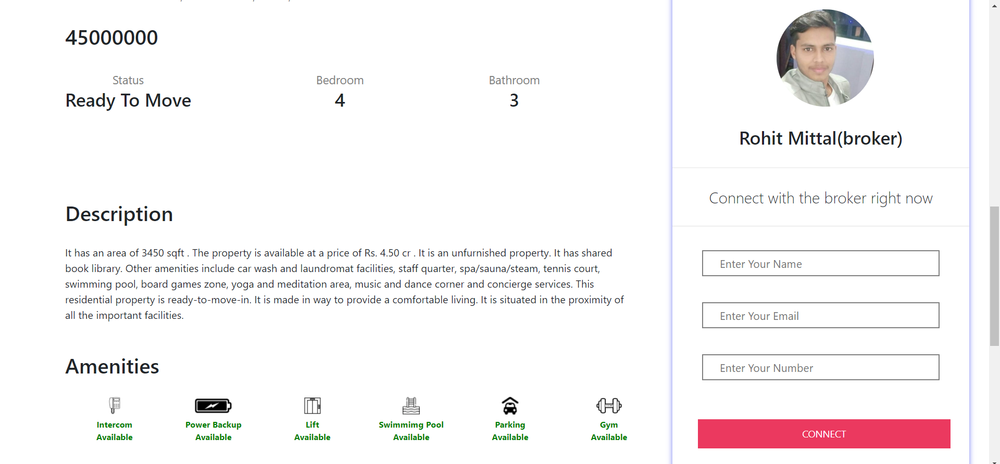 45000000
Status
Ready To Move
Bedroom
4
Bathroom
3
Description
It has an area of 3450 sqft . The property is available at a price of Rs. 4.50 cr . It is an unfurnished property. It has shared
book library. Other amenities include car wash and laundromat facilities, staff quarter, spa/sauna/steam, tennis court,
swimming pool, board games zone, yoga and meditation area, music and dance corner and concierge services. This
residential property is ready-to-move-in. It is made in way to provide a comfortable living. It is situated in the proximity of
all the important facilities.
Amenities
Intercom
Available
Power Backup
Available
Lift
Available
Swimmimg Pool
Available
Parking
Available
Gym
Available
Rohit Mittal(broker)
Connect with the broker right now
Enter Your Name
Enter Your Email
Enter Your Number
CONNECT